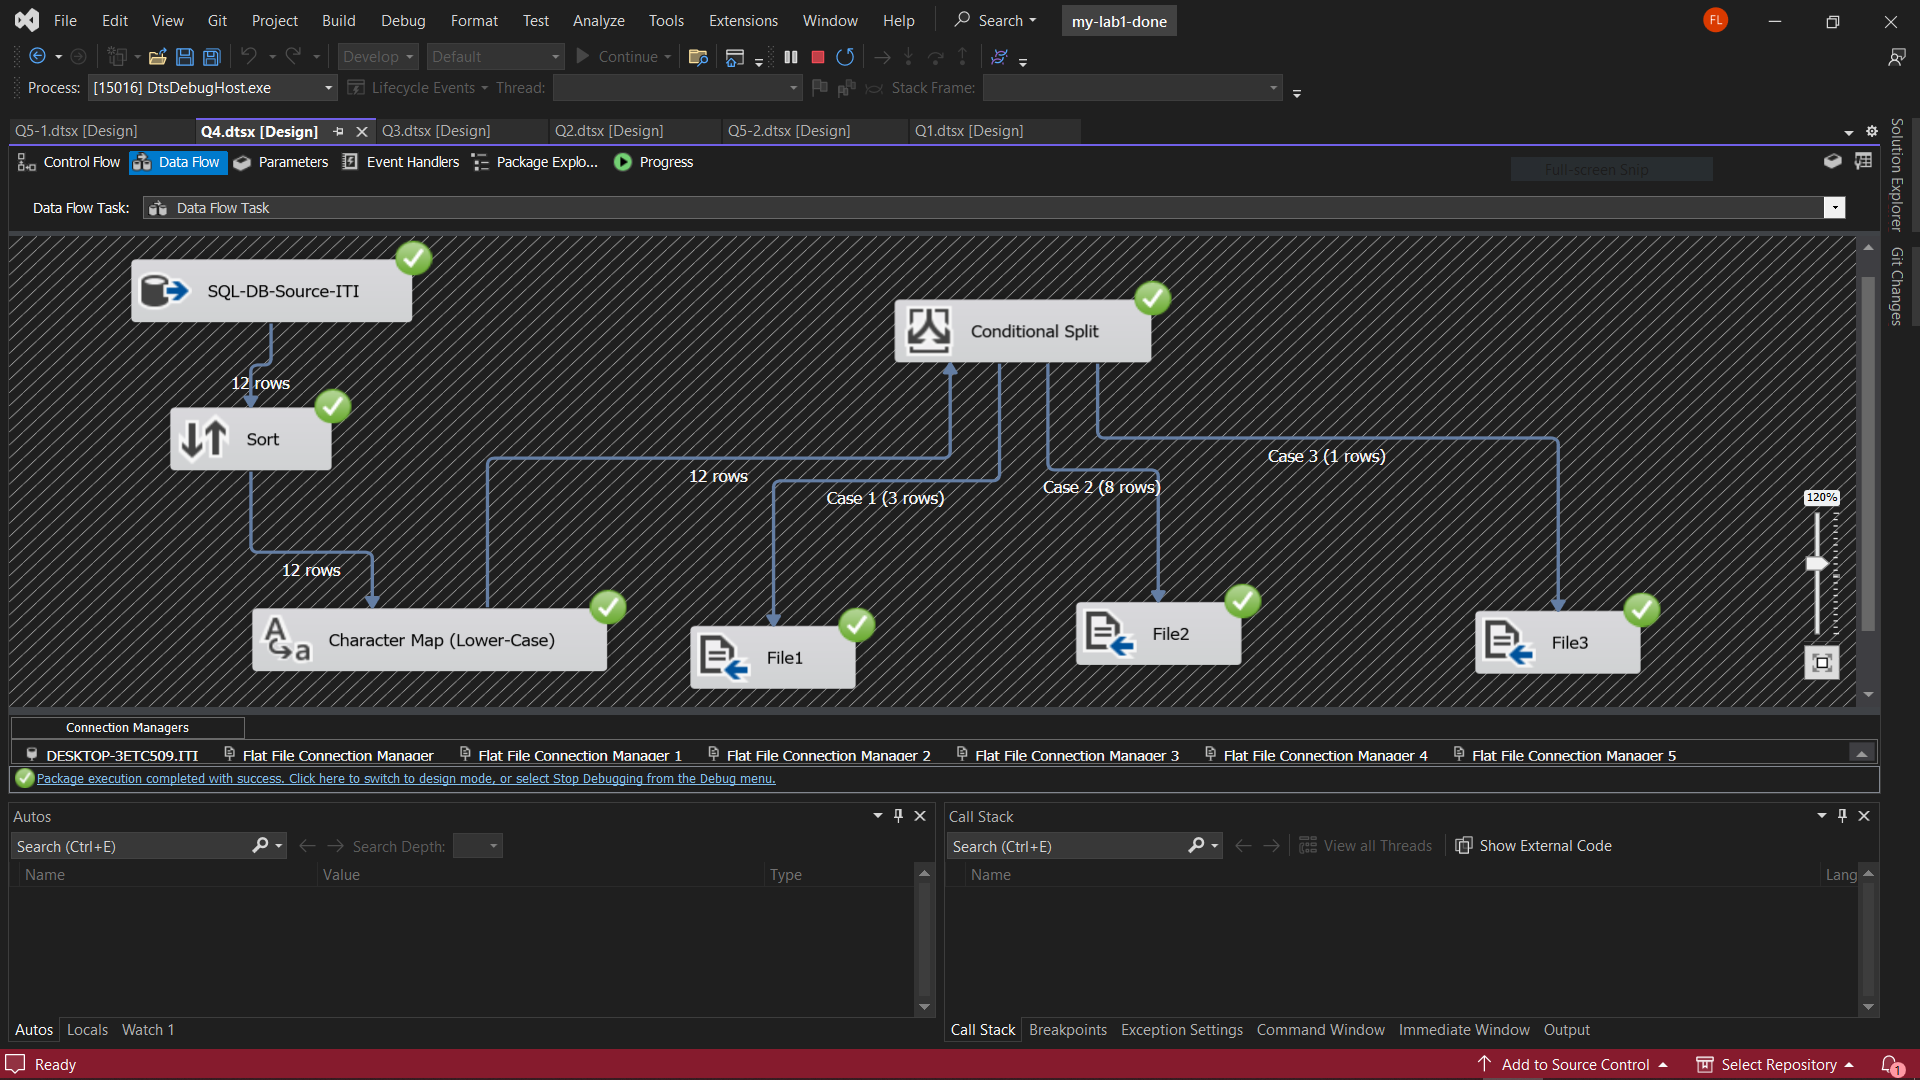 File Edit View Git Project Build Debug Format Test Analyze Tools Extensions Window Help Search my-lab1-done FL
Develop Default Continue
Process: [15016] DtsDebugHost.exe Lifecycle Events Thread: Stack Frame:
Q5-1.dtsx [Design] Q4.dtsx [Design] Q3.dtsx [Design] Q2.dtsx [Design] Q5-2.dtsx [Design] Q1.dtsx [Design]
Control Flow Data Flow Parameters Event Handlers Package Explo... Progress
Full-screen Snip
Data Flow Task: Data Flow Task
Solution Explorer
Git Changes
SQL-DB-Source-ITI
Conditional Split
12 rows
Sort
12 rows
Case 1 (3 rows)
Case 2 (8 rows)
Case 3 (1 rows)
120%
12 rows
Character Map (Lower-Case)
File1
File2
File3
Connection Managers
DESKTOP-3ETC509.ITI Flat File Connection Manager Flat File Connection Manager 1 Flat File Connection Manager 2 Flat File Connection Manager 3 Flat File Connection Manager 4 Flat File Connection Manager 5
Package execution completed with success. Click here to switch to design mode, or select Stop Debugging from the Debug menu.
Autos
Search (Ctrl+E) Search Depth:
Name Value Type
Autos Locals Watch 1
Call Stack
Search (Ctrl+E) View all Threads Show External Code
Name Lang
Call Stack Breakpoints Exception Settings Command Window Immediate Window Output
Ready Add to Source Control Select Repository 1